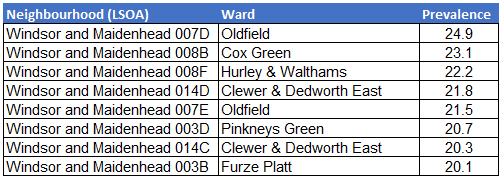 Neighbourhood (LSOA) Ward Prevalence
Windsor and Maidenhead 007D Oldfield 24.9
Windsor and Maidenhead 008B Cox Green 23.1
Windsor and Maidenhead 008F Hurley & Walthams 22.2
Windsor and Maidenhead 014D Clewer & Dedworth East 21.8
Windsor and Maidenhead 007E Oldfield 21.5
Windsor and Maidenhead 003D Pinkneys Green 20.7
Windsor and Maidenhead 014C Clewer & Dedworth East 20.3
Windsor and Maidenhead 003B Furze Platt 20.1